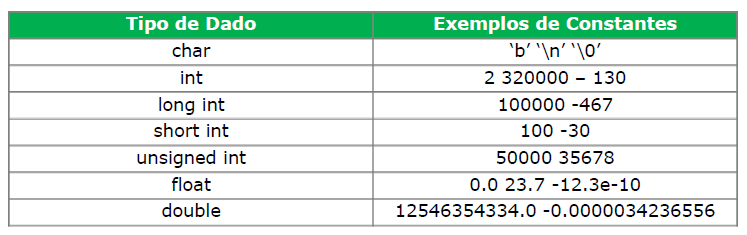 Tipo de Dado Exemplos de Constantes
char ‘b’ ‘\n’ ‘\0’
int 2 320000 – 130
long int 100000 -467
short int 100 -30
unsigned int 50000 35678
float 0.0 23.7 -12.3e-10
double 12546354334.0 -0.0000034236556